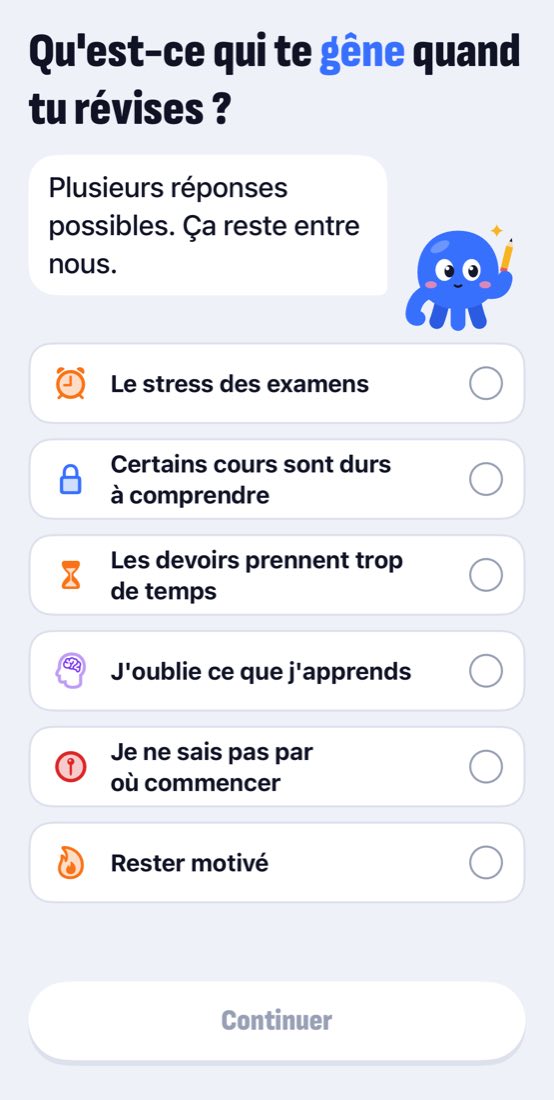 Qu'est-ce qui te gêne quand
tu révises ?
Plusieurs réponses
possibles. Ça reste entre
nous.
Le stress des examens
Certains cours sont durs
à comprendre
Les devoirs prennent trop
de temps
J'oublie ce que j'apprends
Je ne sais pas par
où commencer
Rester motivé
Continuer